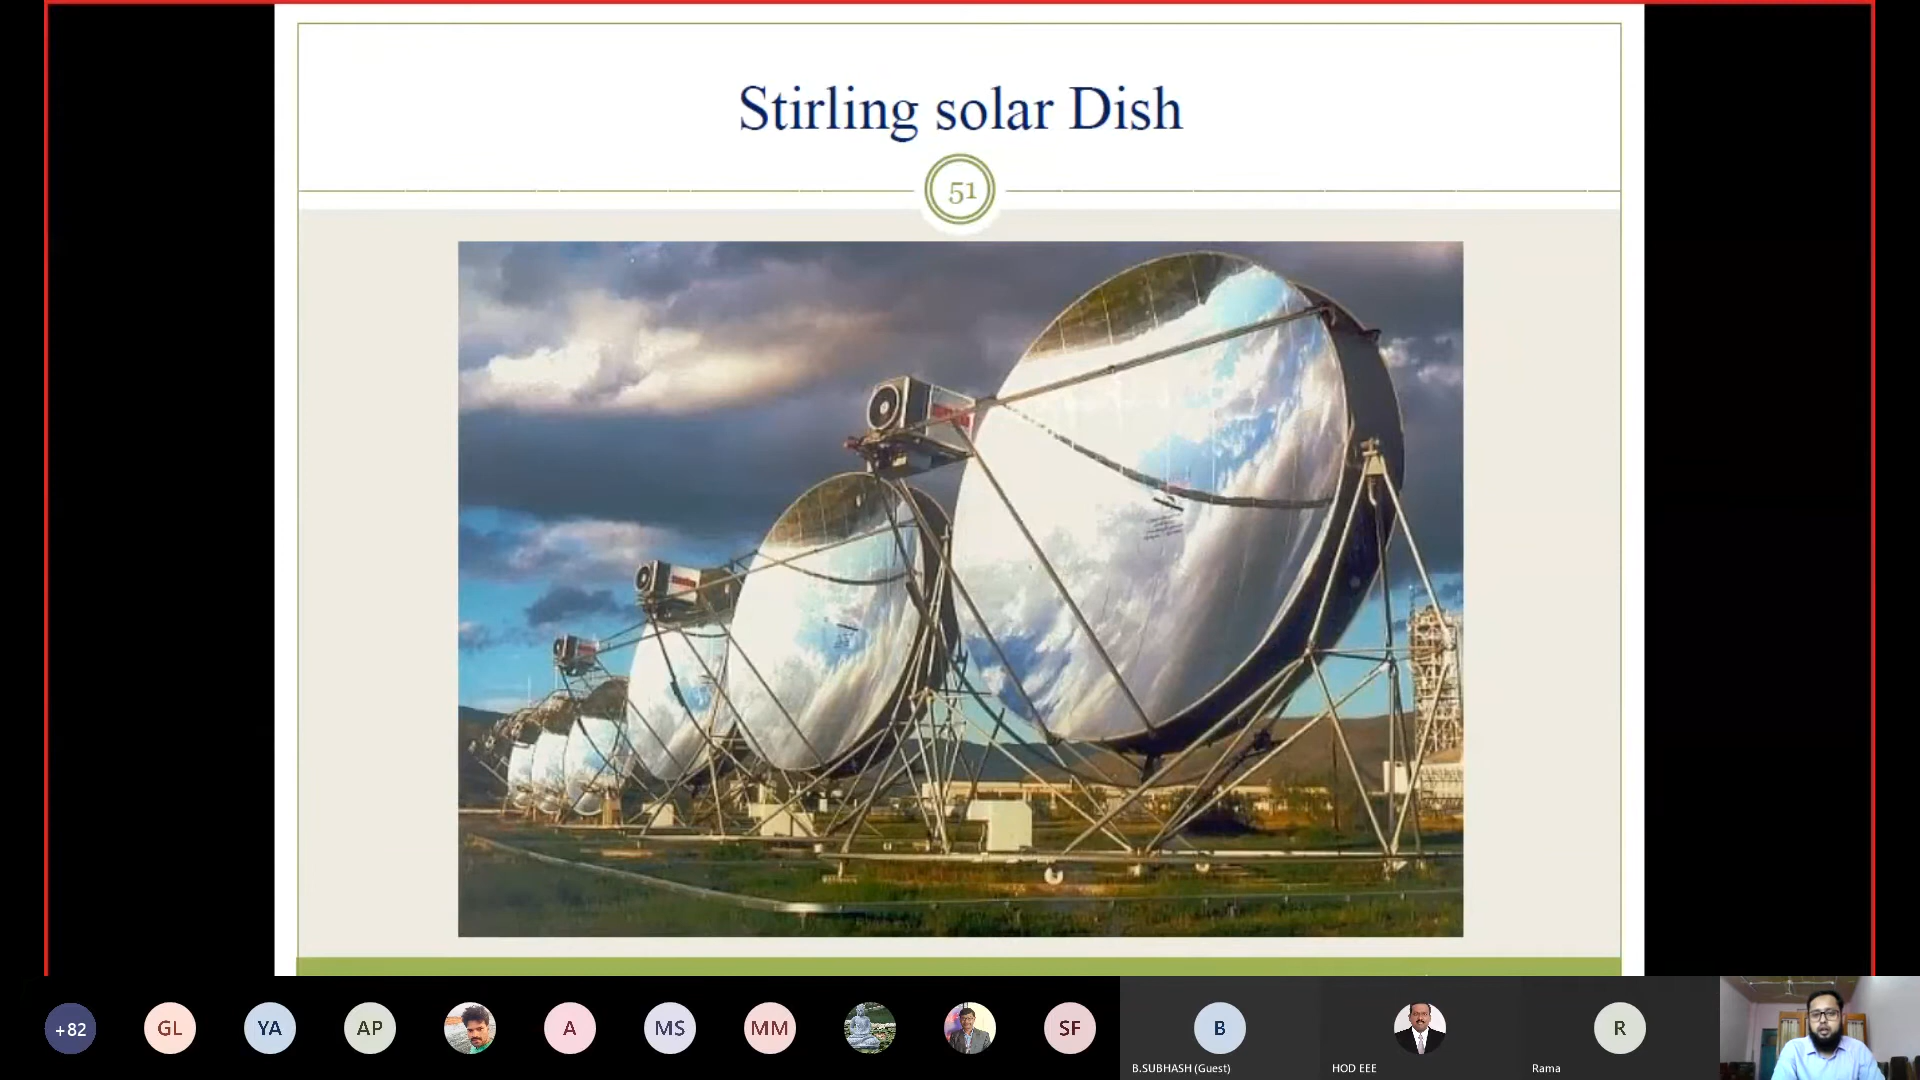 Stirling solar Dish
51
+82
GL
YA
AP
A
MS
MM
SF
B
R
B.SUBHASH (Guest)
HOD EEE
Rama